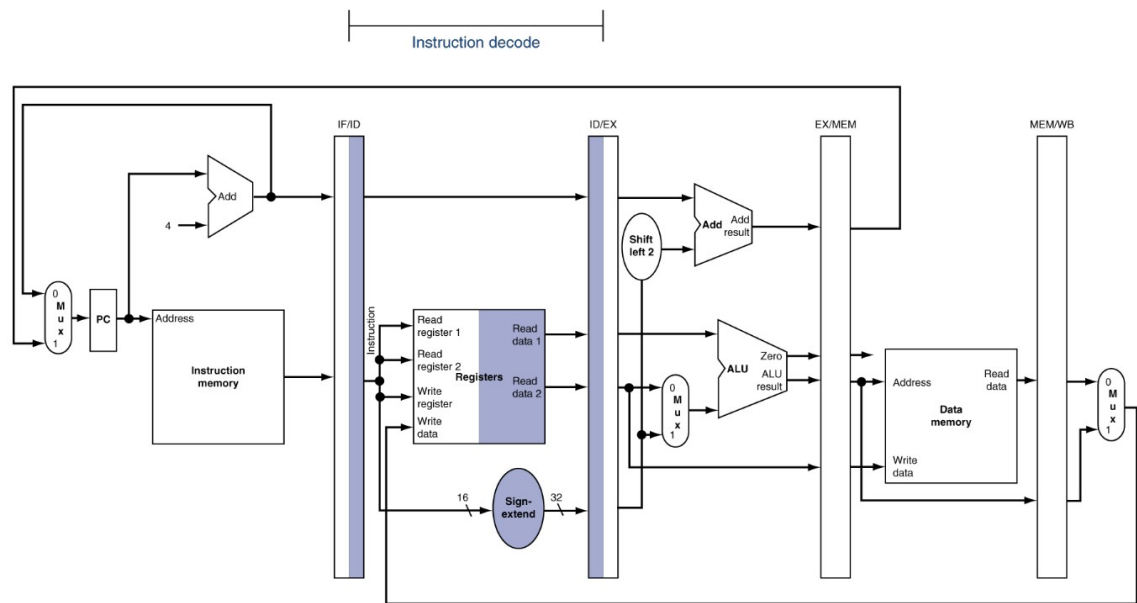 Instruction decode
IF/ID
ID/EX
EX/MEM
MEM/WB
Add
4
Shift
left 2
Add
Add
result
0
M
u
x
1
PC
Address
Instruction
memory
Instruction
Read
register 1
Read
register 2
Write
register
Write
data
Registers
Read
data 1
Read
data 2
16
Sign-
extend
32
0
M
u
x
1
ALU
Zero
ALU
result
Address
Read
data
Data
memory
Write
data
0
M
u
x
1